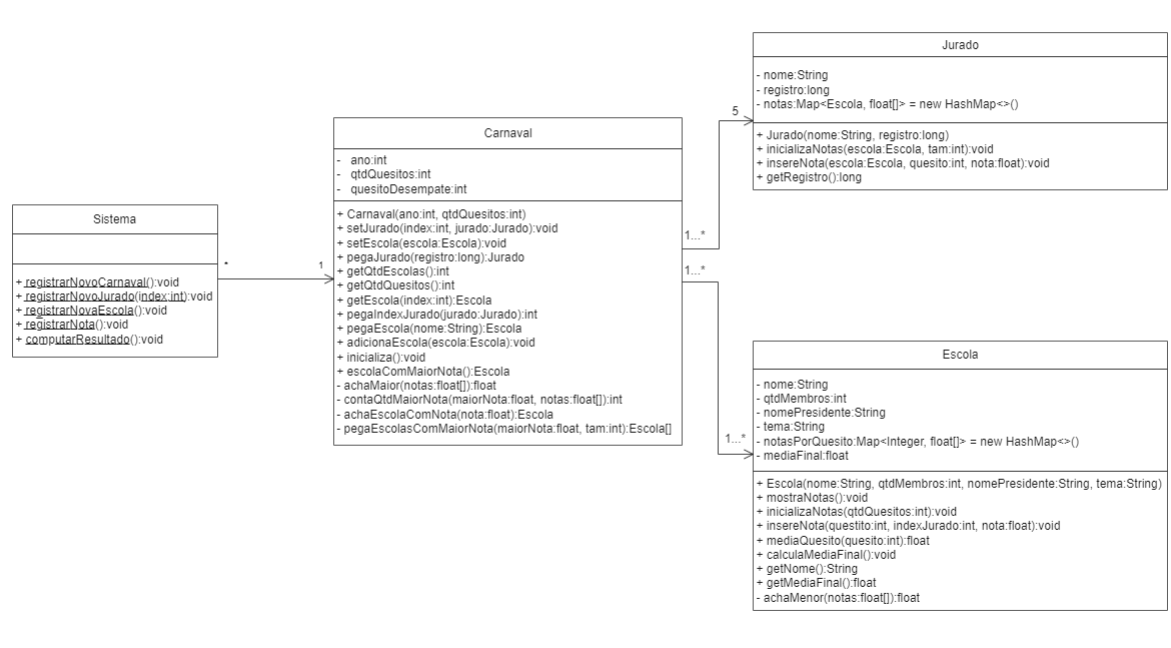 Sistema
+ registrarNovoCarnaval():void
+ registrarNovoJurado(index:int):void
+ registrarNovaEscola():void
+ registrarNota():void
+ computarResultado():void
*
1
Carnaval
- ano:int
- qtdQuesitos:int
- quesitoDesempate:int
+ Carnaval(ano:int, qtdQuesitos:int)
+ setJurado(index:int, jurado:Jurado):void
+ setEscola(escola:Escola):void
+ pegaJurado(registro:long):Jurado
+ getQtdEscolas():int
+ getQtdQuesitos():int
+ getEscola(index:int):Escola
+ pegaIndexJurado(jurado:Jurado):int
+ pegaEscola(nome:String):Escola
+ adicionaEscola(escola:Escola):void
+ inicializa():void
+ escolaComMaiorNota():Escola
- achaMaior(notas:float[]):float
- contaQtdMaiorNota(maiorNota:float, notas:float[]):int
- achaEscolaComNota(nota:float):Escola
- pegaEscolasComMaiorNota(maiorNota:float, tam:int):Escola[]
1...*
5
1...*
1...*
Jurado
- nome:String
- registro:long
- notas:Map<Escola, float[]> = new HashMap<>()
+ Jurado(nome:String, registro:long)
+ inicializaNotas(escola:Escola, tam:int):void
+ insereNota(escola:Escola, quesito:int, nota:float):void
+ getRegistro():long
Escola
- nome:String
- qtdMembros:int
- nomePresidente:String
- tema:String
- notasPorQuesito:Map<Integer, float[]> = new HashMap<>()
- mediaFinal:float
+ Escola(nome:String, qtdMembros:int, nomePresidente:String, tema:String)
+ mostraNotas():void
+ inicializaNotas(qtdQuesitos:int):void
+ insereNota(questito:int, indexJurado:int, nota:float):void
+ mediaQuesito(quesito:int):float
+ calculaMediaFinal():void
+ getNome():String
+ getMediaFinal():float
- achaMenor(notas:float[]):float